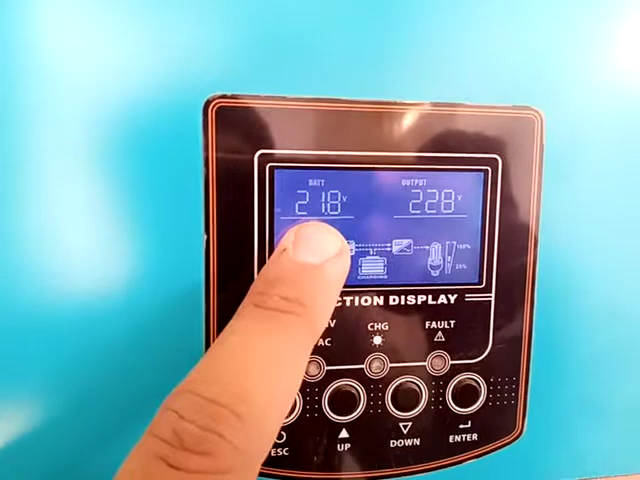 BATT OUTPUT
21.8V 228V
100%
25%
CHARGING
CTION DISPLAY
V
AC CHG FAULT
ESC UP DOWN ENTER